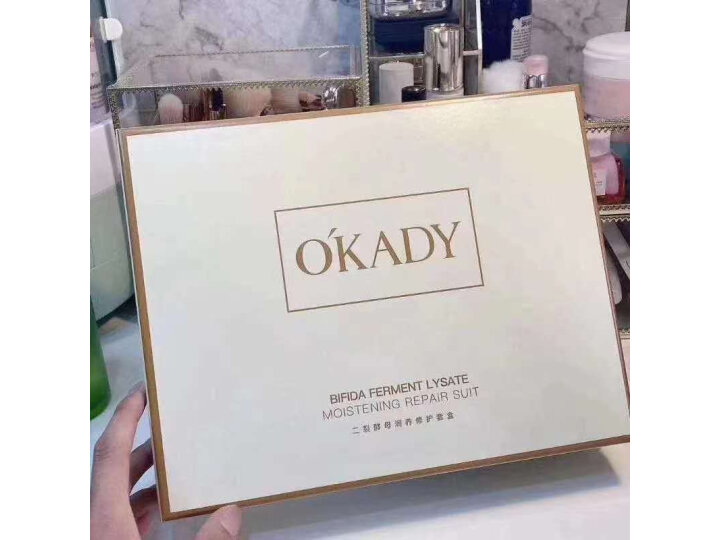 O'KADY
BIFIDA FERMENT LYSATE
MOISTENING REPAIR SUIT
二裂酵母润养修护套盒